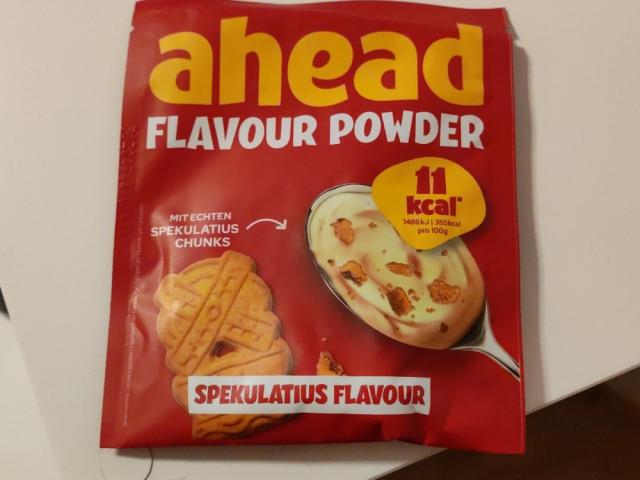 ahead
FLAVOUR POWDER
11
kcal*
1486kJ | 355kcal
pro 100g
MIT ECHTEN
SPEKULATIUS
CHUNKS
SPEKULATIUS FLAVOUR